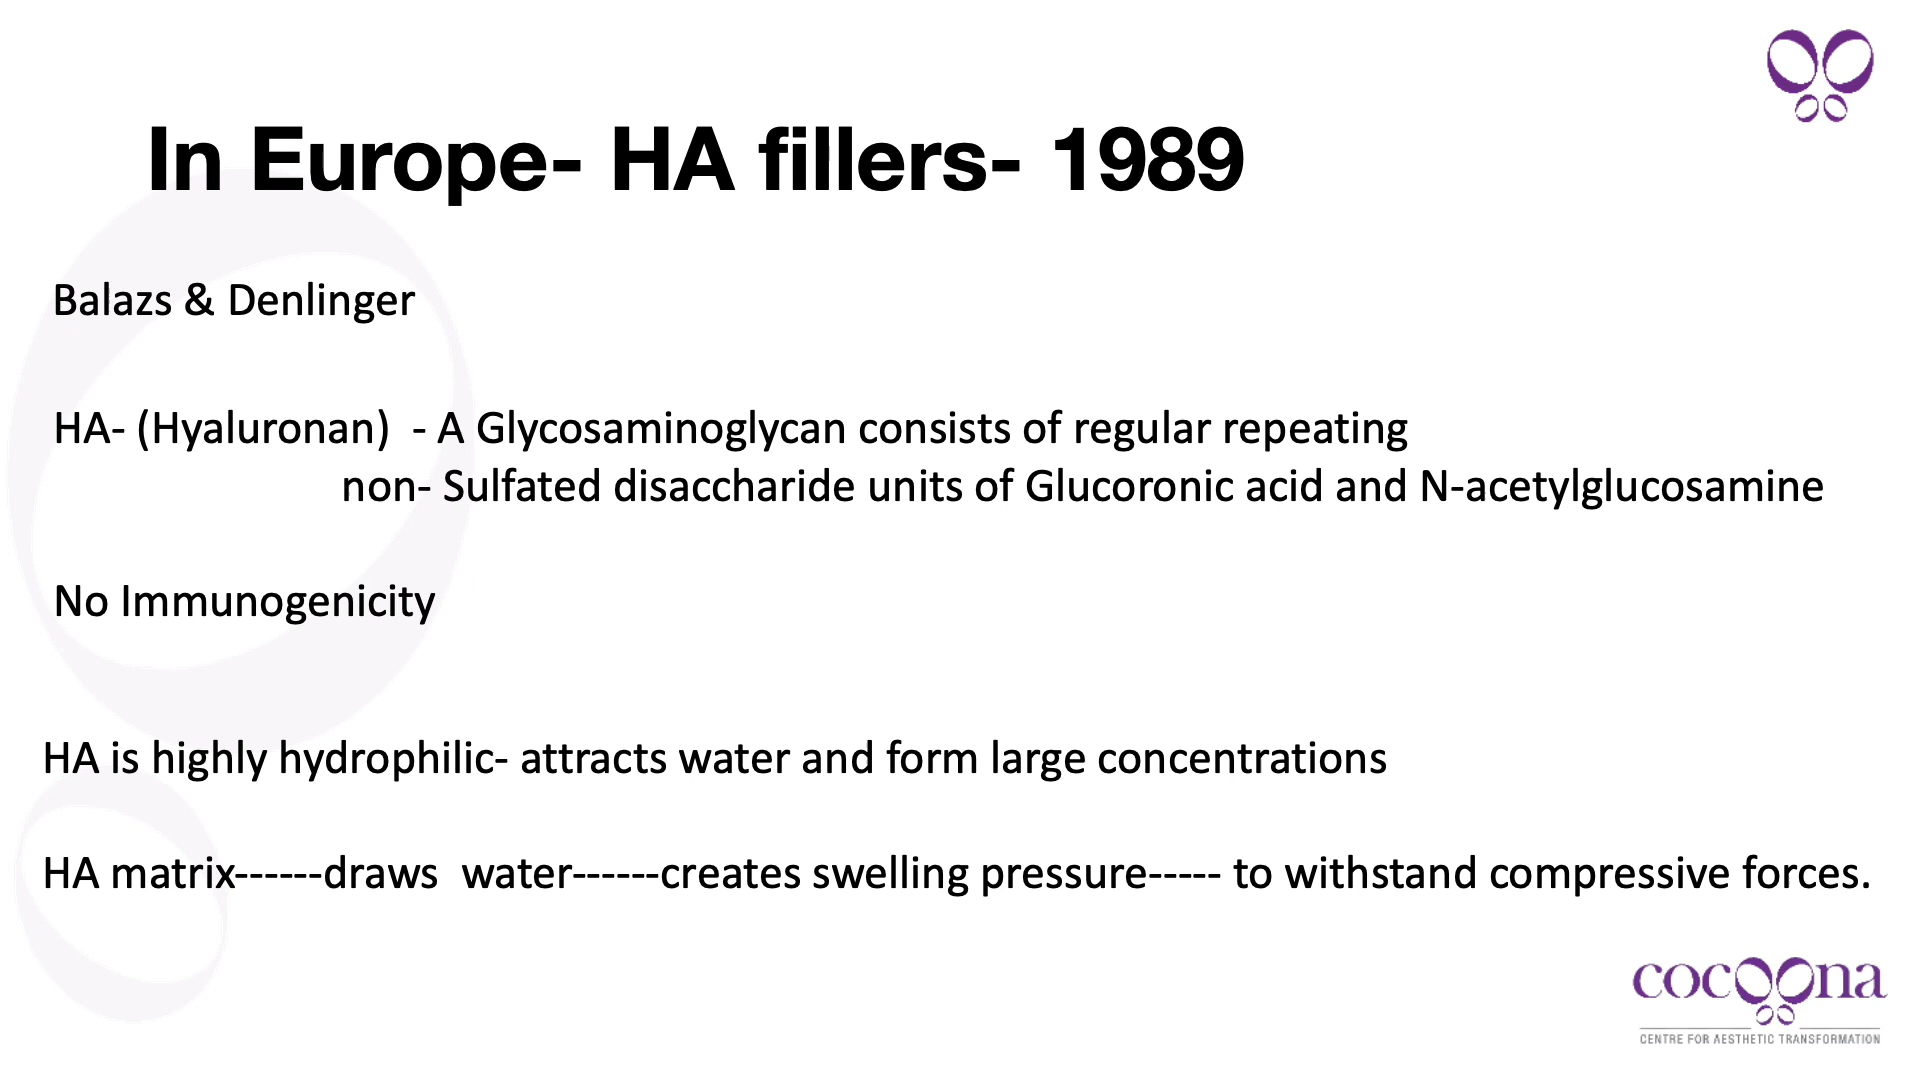 In Europe- HA fillers- 1989
Balazs & Denlinger
HA- (Hyaluronan)  - A Glycosaminoglycan consists of regular repeating
non- Sulfated disaccharide units of Glucoronic acid and N-acetylglucosamine
No Immunogenicity
HA is highly hydrophilic- attracts water and form large concentrations
HA matrix------draws  water------creates swelling pressure----- to withstand compressive forces.
cocoona
CENTRE FOR AESTHETIC TRANSFORMATION